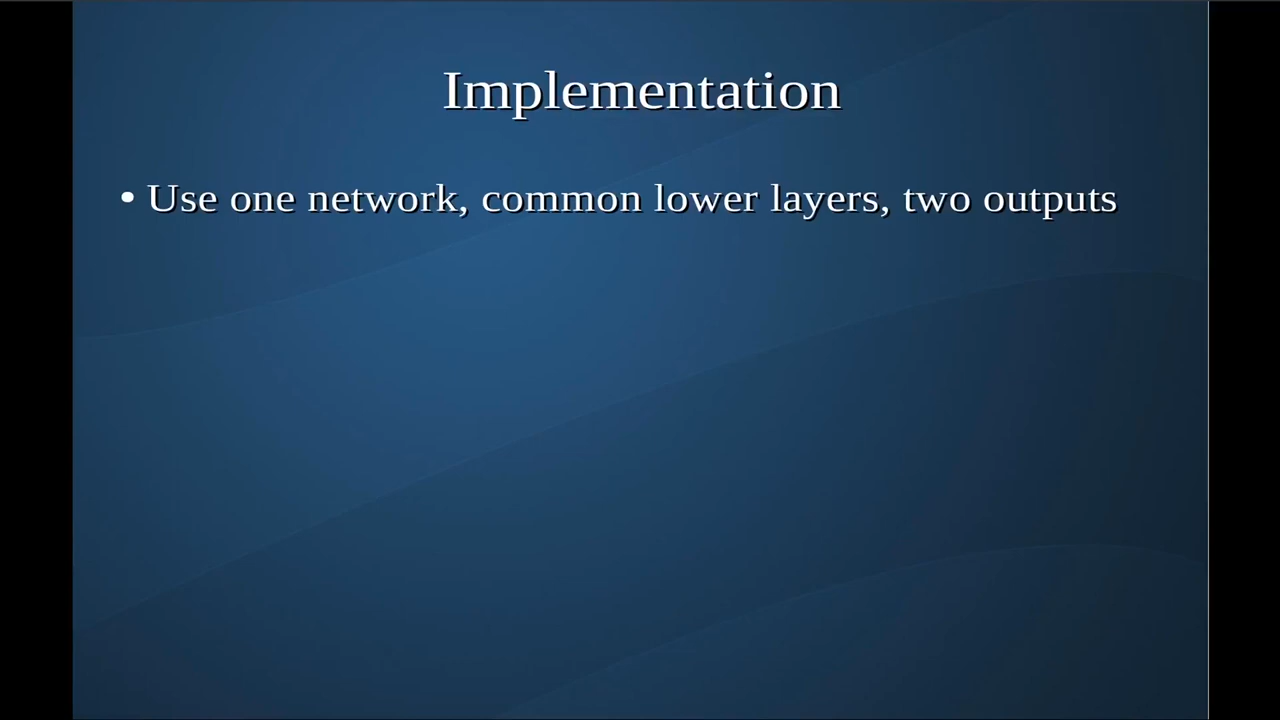 Implementation
• Use one network, common lower layers, two outputs